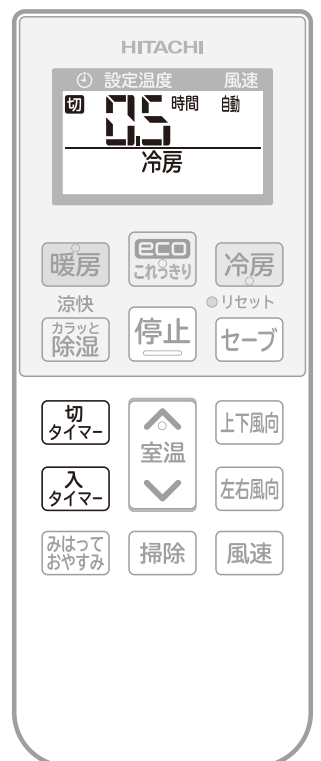 HITACHI
設定温度 風速
切 0.5 時間 自動
冷房
暖房 eco これっきり 冷房
涼快 リセット
カラッと除湿 停止 セーブ
切タイマー 室温 上下風向
入タイマー 左右風向
みはっておやすみ 掃除 風速